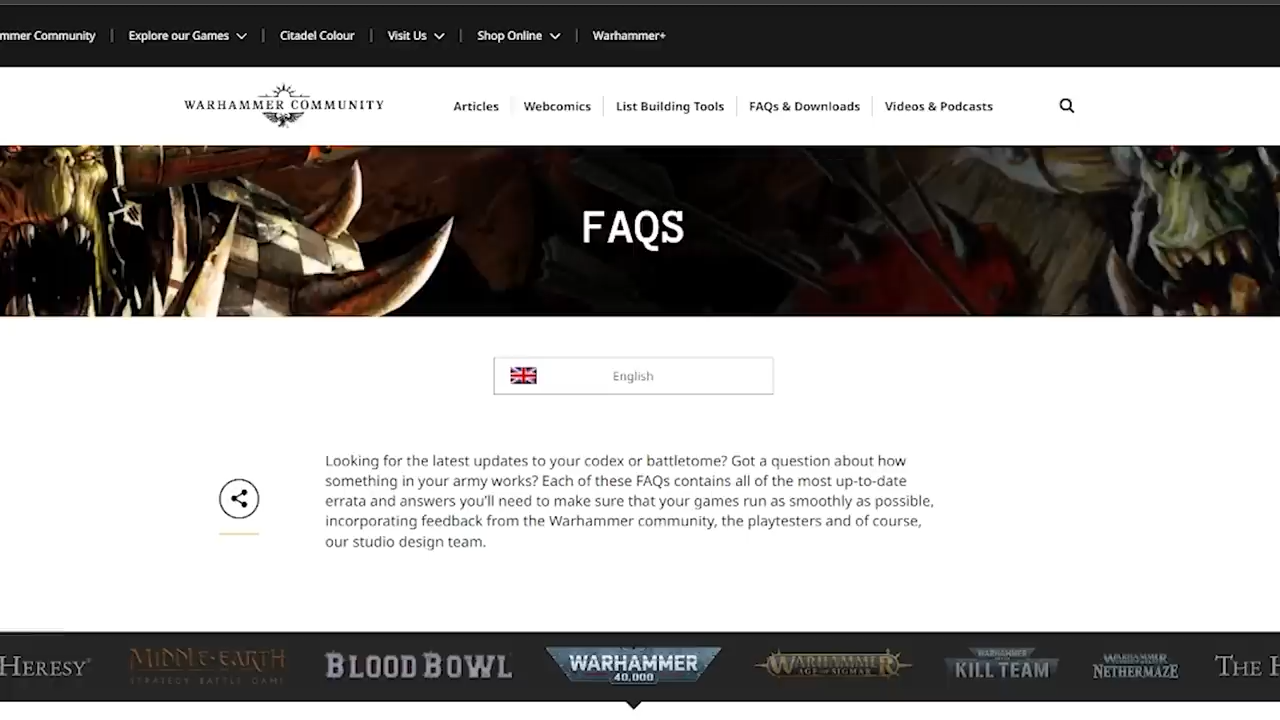 mmer Community
Explore our Games
Citadel Colour
Visit Us
Shop Online
Warhammer+
WARHAMMER COMMUNITY
Articles
Webcomics
List Building Tools
FAQs & Downloads
Videos & Podcasts
FAQS
English
Looking for the latest updates to your codex or battletome? Got a question about how
something in your army works? Each of these FAQs contains all of the most up-to-date
errata and answers you'll need to make sure that your games run as smoothly as possible,
incorporating feedback from the Warhammer community, the playtesters and of course,
our studio design team.
HERESY
MIDDLE-EARTH
STRATEGY BATTLE GAME
BLOOD BOWL
WARHAMMER
40,000
WARHAMMER
AGE OF SIGMAR
WARHAMMER
KILL TEAM
WARHAMMER
NETHERMAZE
THE H